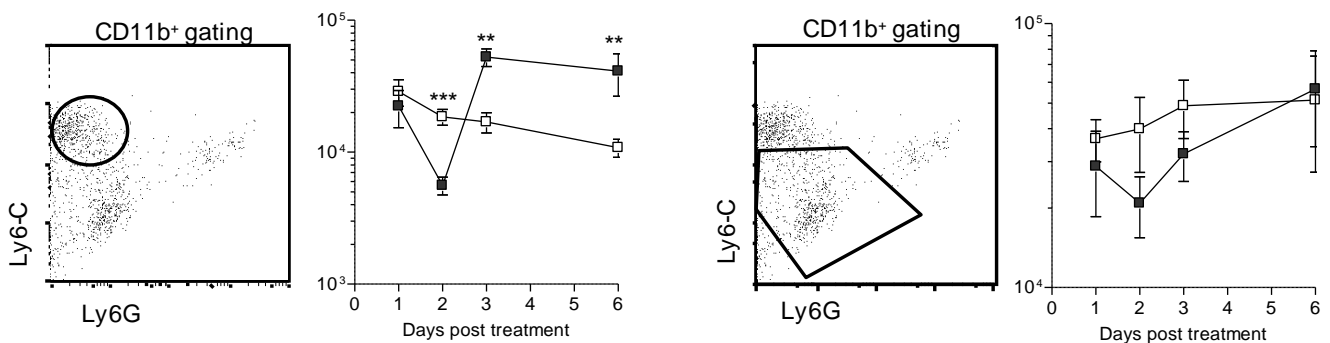 CD11b⁺ gating
Ly6-C
Ly6G
10⁵
10⁴
10³
***
**
**
0 1 2 3 4 5 6
Days post treatment
CD11b⁺ gating
Ly6-C
Ly6G
10⁵
10⁴
0 1 2 3 4 5 6
Days post treatment